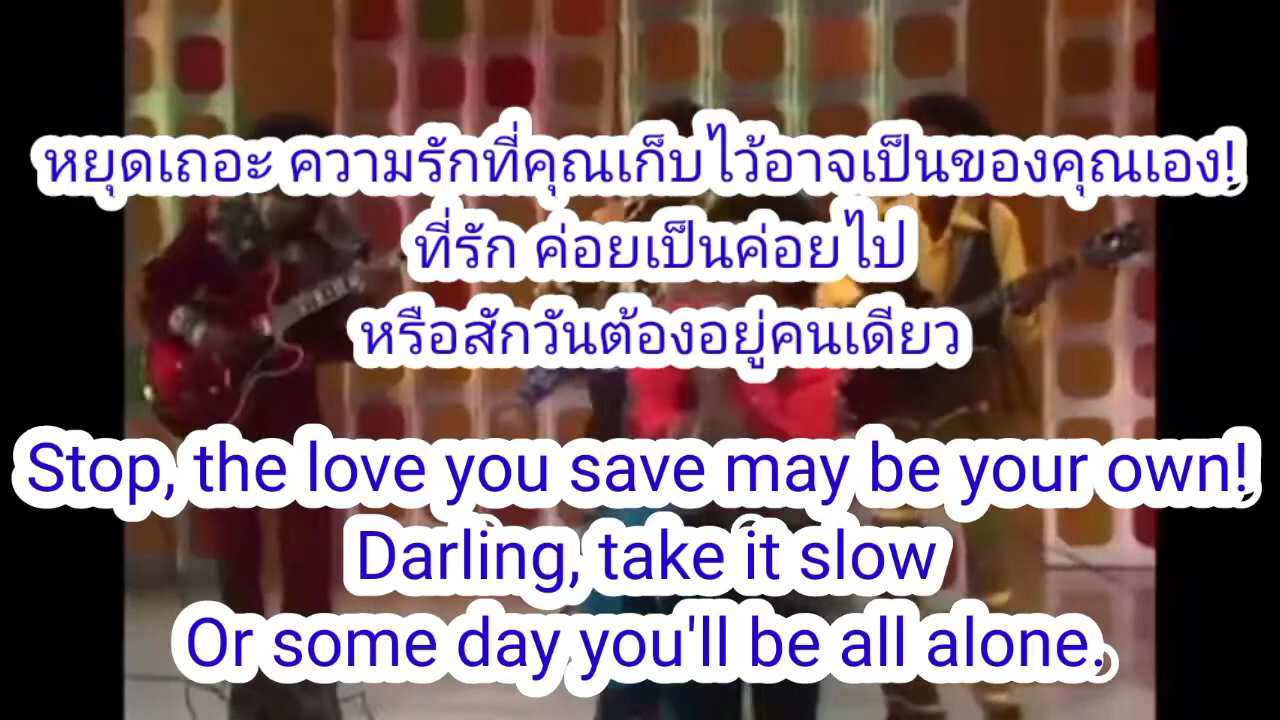 หยุดเถอะ ความรักที่คุณเก็บไว้อาจเป็นของคุณเอง!
ที่รัก ค่อยเป็นค่อยไป
หรือสักวันต้องอยู่คนเดียว
Stop, the love you save may be your own!
Darling, take it slow
Or some day you'll be all alone.